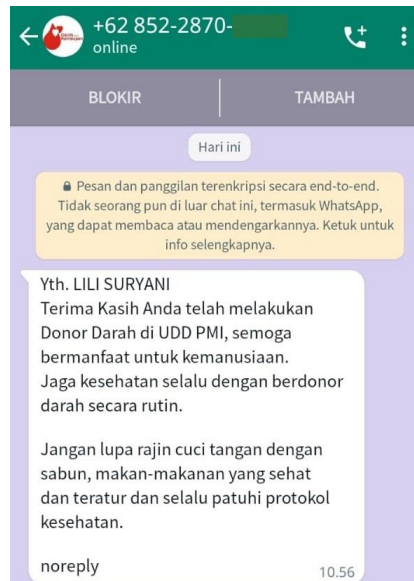 +62 852-2870-
online
BLOKIR
TAMBAH
Hari ini
Pesan dan panggilan terenkripsi secara end-to-end.
Tidak seorang pun di luar chat ini, termasuk WhatsApp,
yang dapat membaca atau mendengarkannya. Ketuk untuk
info selengkapnya.
Yth. LILI SURYANI
Terima Kasih Anda telah melakukan
Donor Darah di UDD PMI, semoga
bermanfaat untuk kemanusiaan.
Jaga kesehatan selalu dengan berdonor
darah secara rutin.
Jangan lupa rajin cuci tangan dengan
sabun, makan-makanan yang sehat
dan teratur dan selalu patuhi protokol
kesehatan.
noreply
10.56